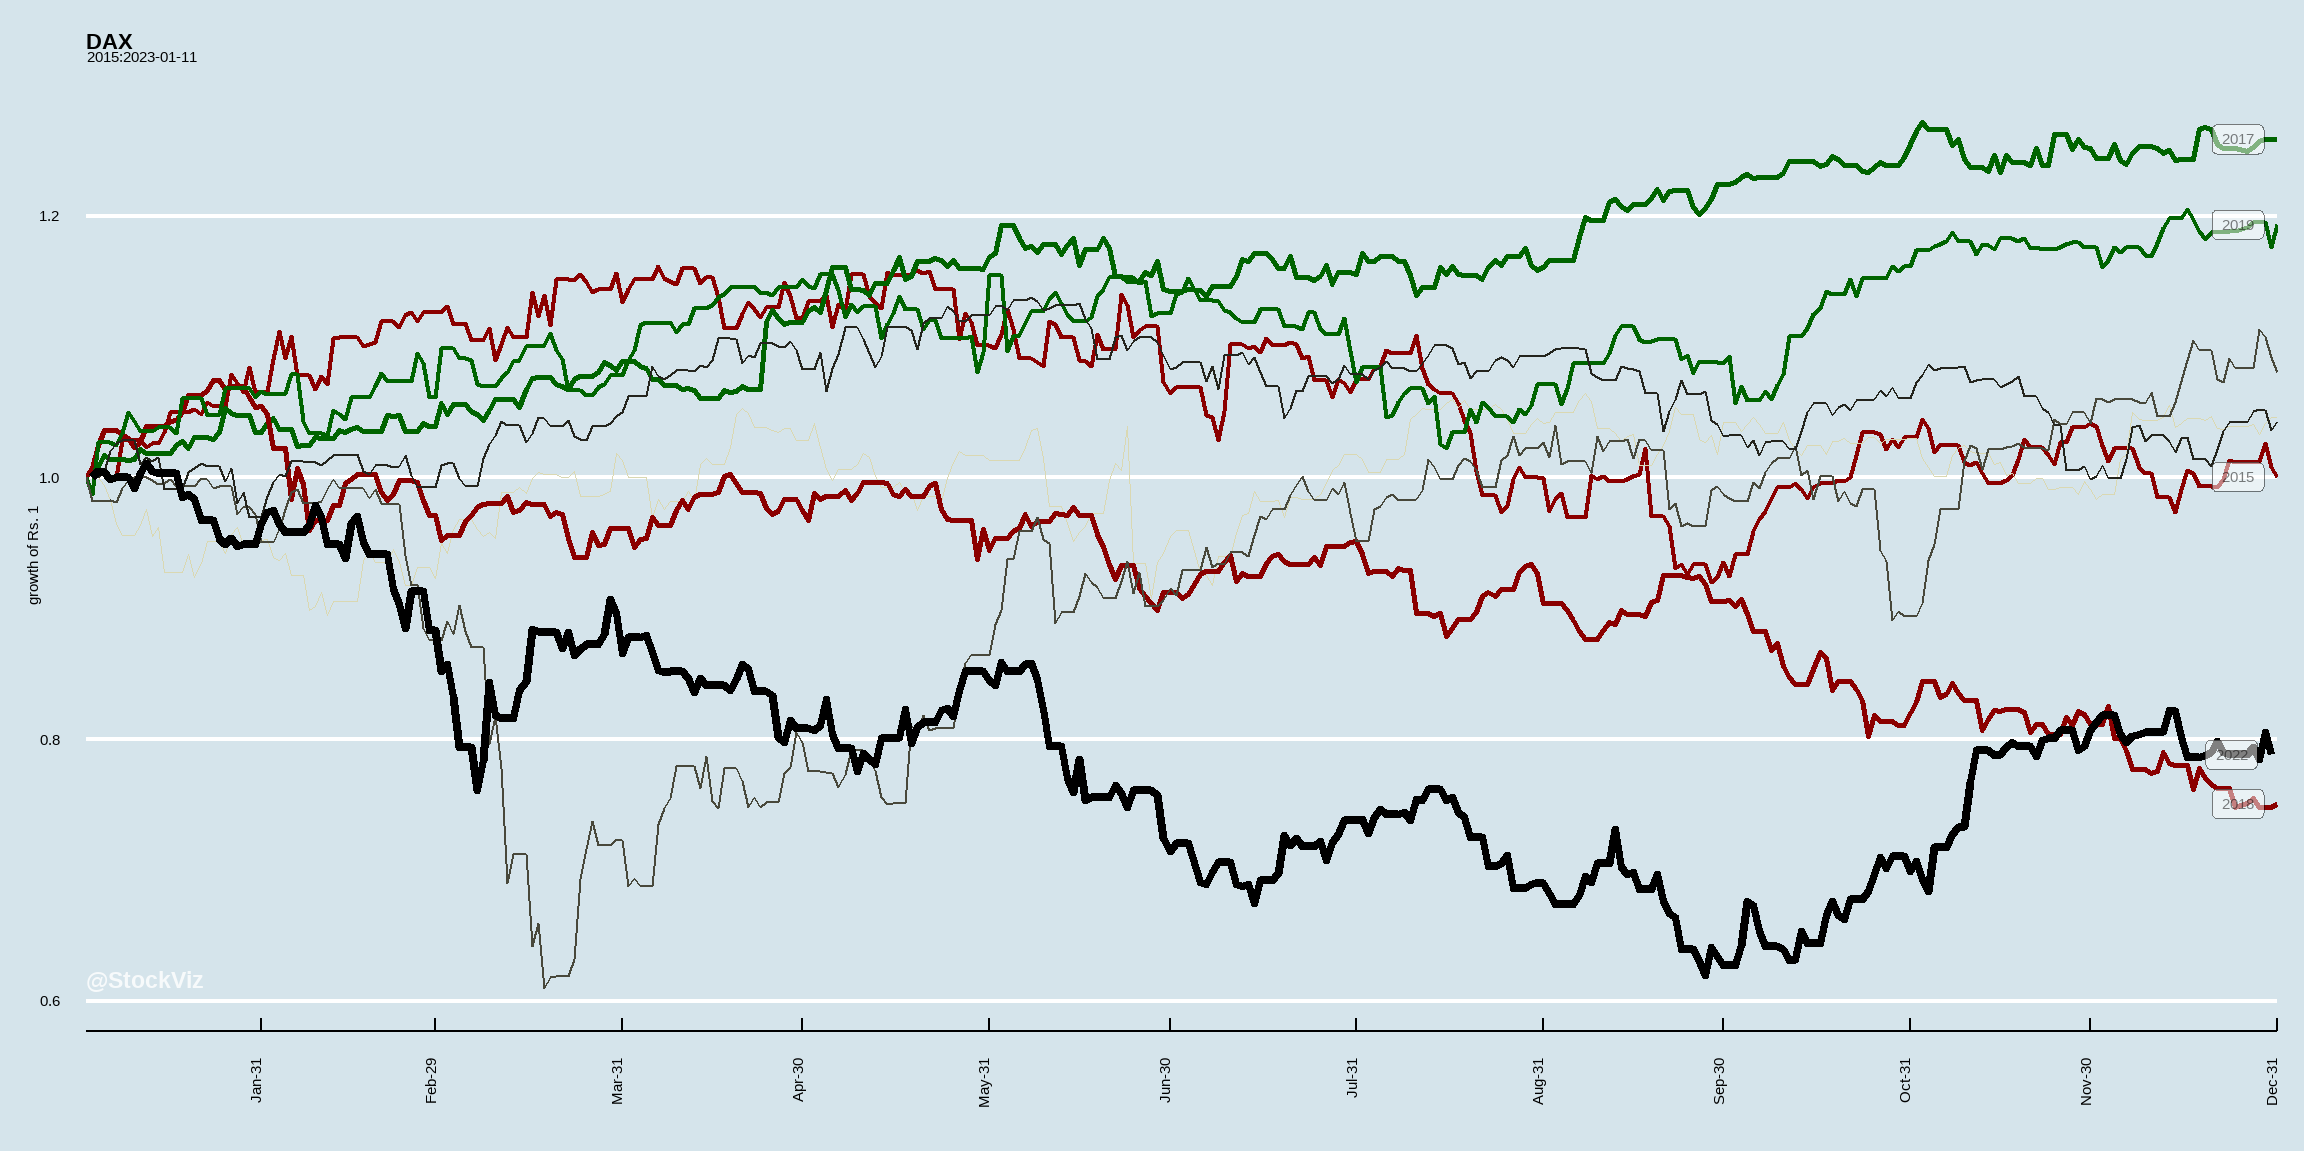 DAX
2015:2023-01-11
2017
1.2
2019
1.0
2015
growth of Rs. 1
0.8
2022
2018
@StockViz
0.6
Jan-31
Feb-29
Mar-31
Apr-30
May-31
Jun-30
Jul-31
Aug-31
Sep-30
Oct-31
Nov-30
Dec-31